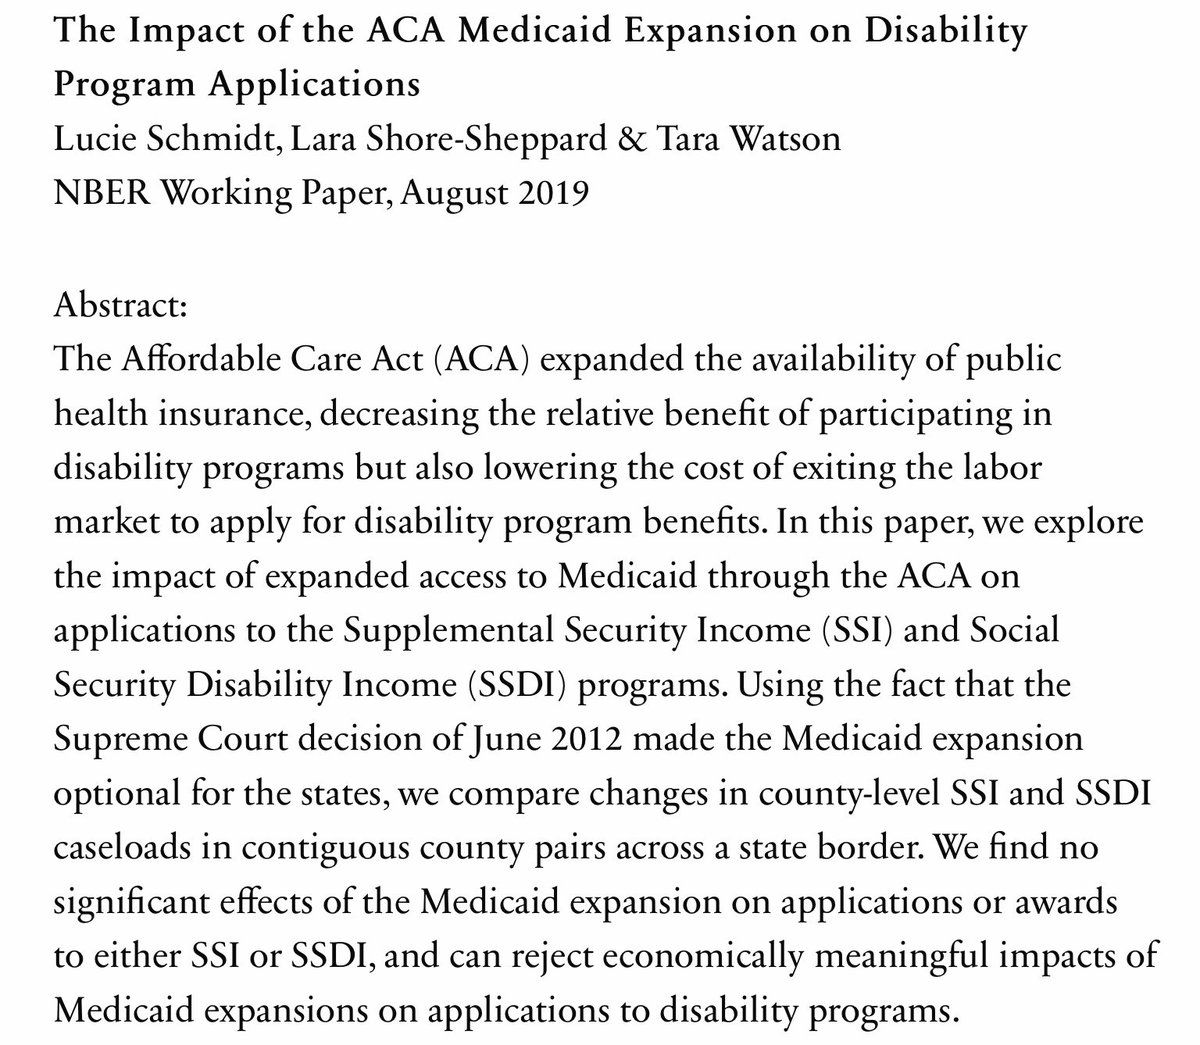 The Impact of the ACA Medicaid Expansion on Disability
Program Applications
Lucie Schmidt, Lara Shore-Sheppard & Tara Watson
NBER Working Paper, August 2019
Abstract:
The Affordable Care Act (ACA) expanded the availability of public
health insurance, decreasing the relative benefit of participating in
disability programs but also lowering the cost of exiting the labor
market to apply for disability program benefits. In this paper, we explore
the impact of expanded access to Medicaid through the ACA on
applications to the Supplemental Security Income (SSI) and Social
Security Disability Income (SSDI) programs. Using the fact that the
Supreme Court decision of June 2012 made the Medicaid expansion
optional for the states, we compare changes in county-level SSI and SSDI
caseloads in contiguous county pairs across a state border. We find no
significant effects of the Medicaid expansion on applications or awards
to either SSI or SSDI, and can reject economically meaningful impacts of
Medicaid expansions on applications to disability programs.